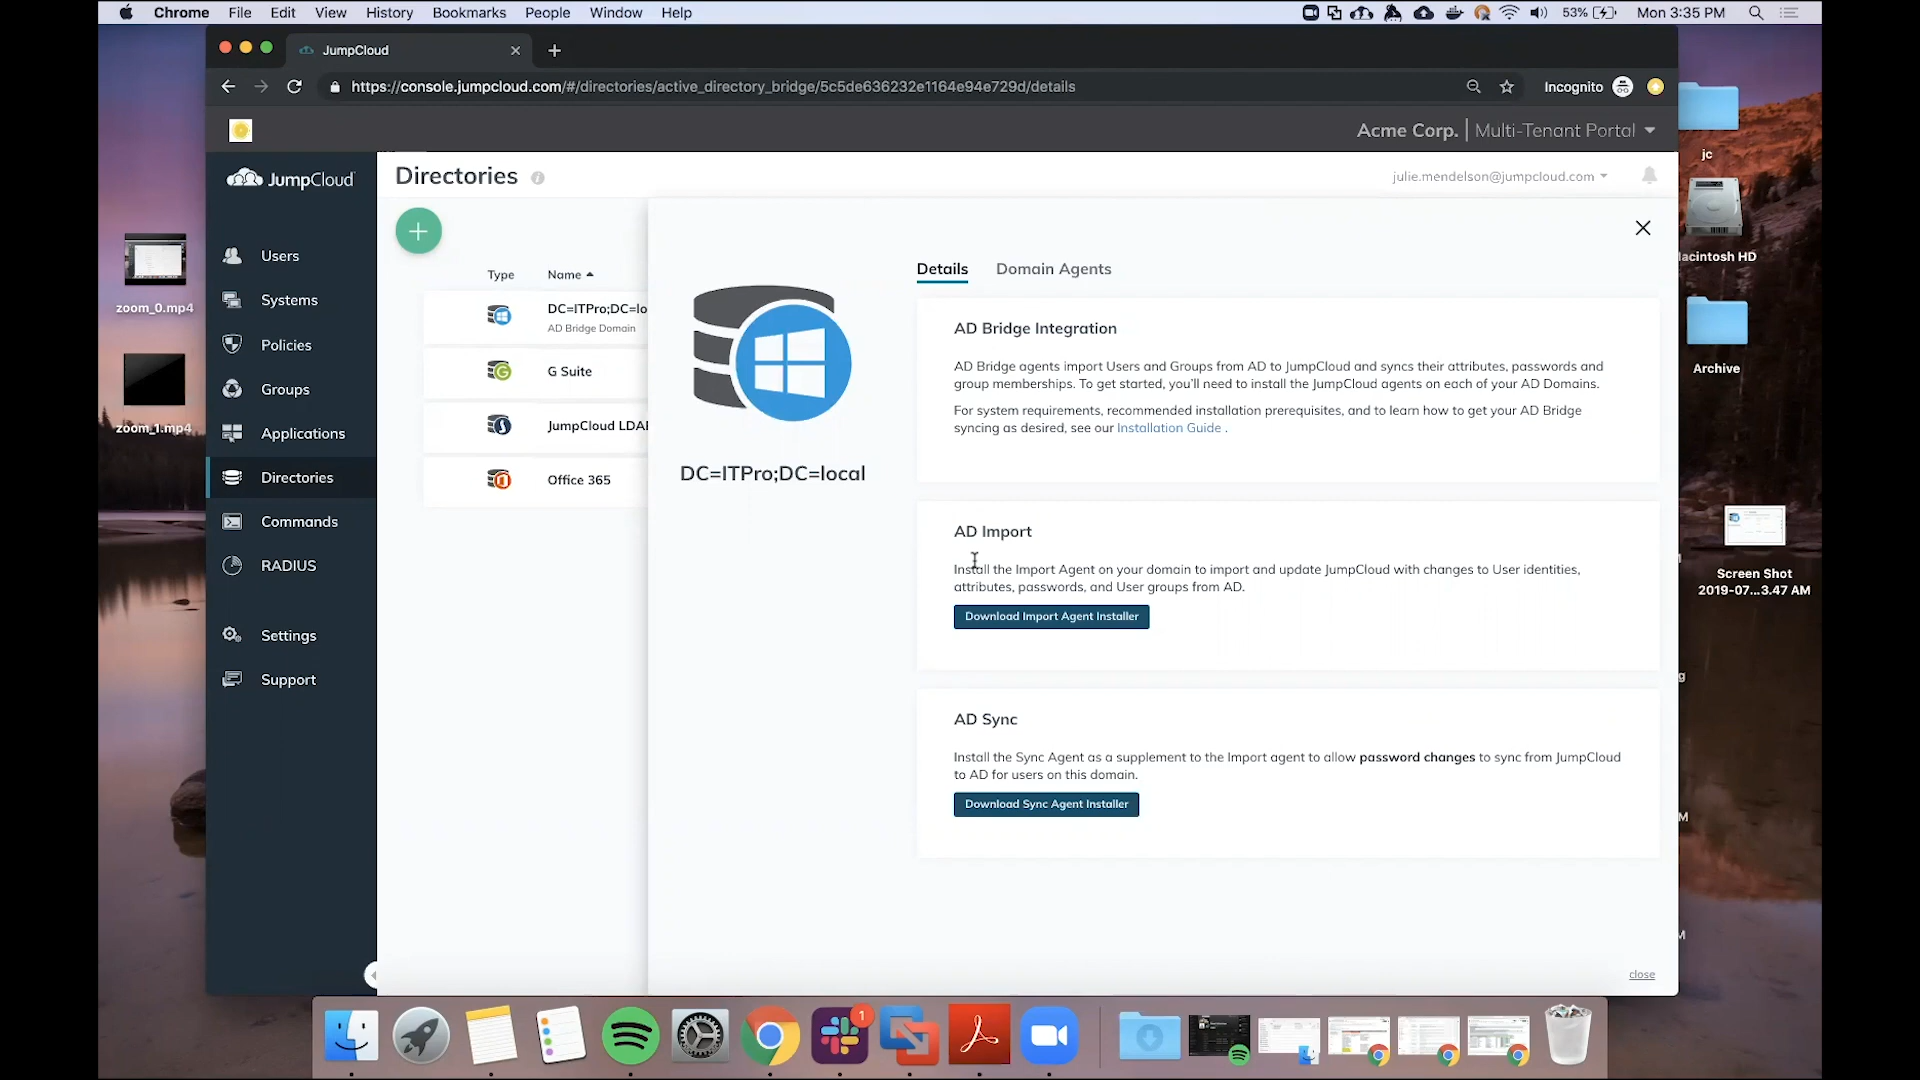 Chrome File Edit View History Bookmarks People Window Help
53% Mon 3:35 PM
JumpCloud
https://console.jumpcloud.com/#/directories/active_directory_bridge/5c5de636232e1164e94e729d/details
Incognito
Acme Corp. | Multi-Tenant Portal
JumpCloud
Users
Systems
Policies
Groups
Applications
Directories
Commands
RADIUS
Settings
Support
Directories
julie.mendelson@jumpcloud.com
Type Name
DC=ITPro;DC=lo
AD Bridge Domain
G Suite
JumpCloud LDA
Office 365
DC=ITPro;DC=local
Details Domain Agents
AD Bridge Integration
AD Bridge agents import Users and Groups from AD to JumpCloud and syncs their attributes, passwords and
group memberships. To get started, you'll need to install the JumpCloud agents on each of your AD Domains.
For system requirements, recommended installation prerequisites, and to learn how to get your AD Bridge
syncing as desired, see our Installation Guide .
AD Import
Install the Import Agent on your domain to import and update JumpCloud with changes to User identities,
attributes, passwords, and User groups from AD.
Download Import Agent Installer
AD Sync
Install the Sync Agent as a supplement to the Import agent to allow password changes to sync from JumpCloud
to AD for users on this domain.
Download Sync Agent Installer
close
zoom_0.mp4
zoom_1.mp4
jc
acintosh HD
Archive
Screen Shot
2019-07...3.47 AM
1